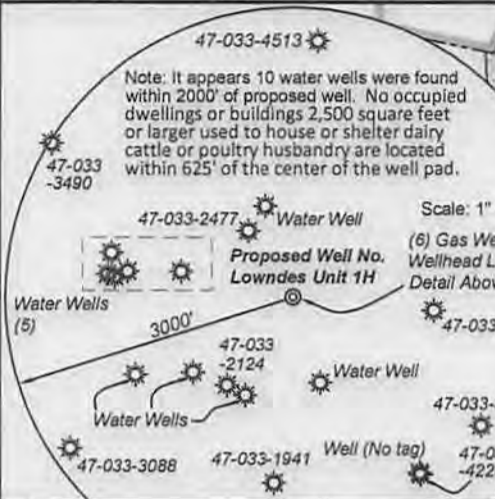 47-033-4513
Note: It appears 10 water wells were found
within 2000' of proposed well. No occupied
dwellings or buildings 2,500 square feet
or larger used to house or shelter dairy
cattle or poultry husbandry are located
within 625' of the center of the well pad.
47-033
-3490
47-033-2477
Water Well
Scale: 1"
(6) Gas We
Wellhead L
Detail Abov
Proposed Well No.
Lowndes Unit 1H
Water Wells
(5)
3000'
47-033
47-033
-2124
Water Well
Water Wells
47-033-
47-033-3088
47-033-1941
Well (No tag)
47-0
-422